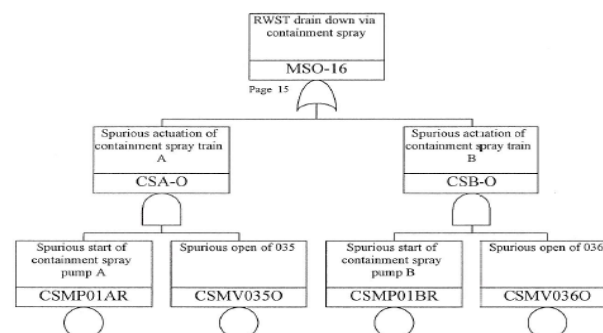 RWST drain down via
containment spray
MSO-16
Page 15
Spurious actuation of
containment spray train
A
CSA-O
Spurious actuation of
containment spray train
B
CSB-O
Spurious start of
containment spray
pump A
CSMP01AR
Spurious open of 035
CSMV035O
Spurious start of
containment spray
pump B
CSMP01BR
Spurious open of 036
CSMV036O